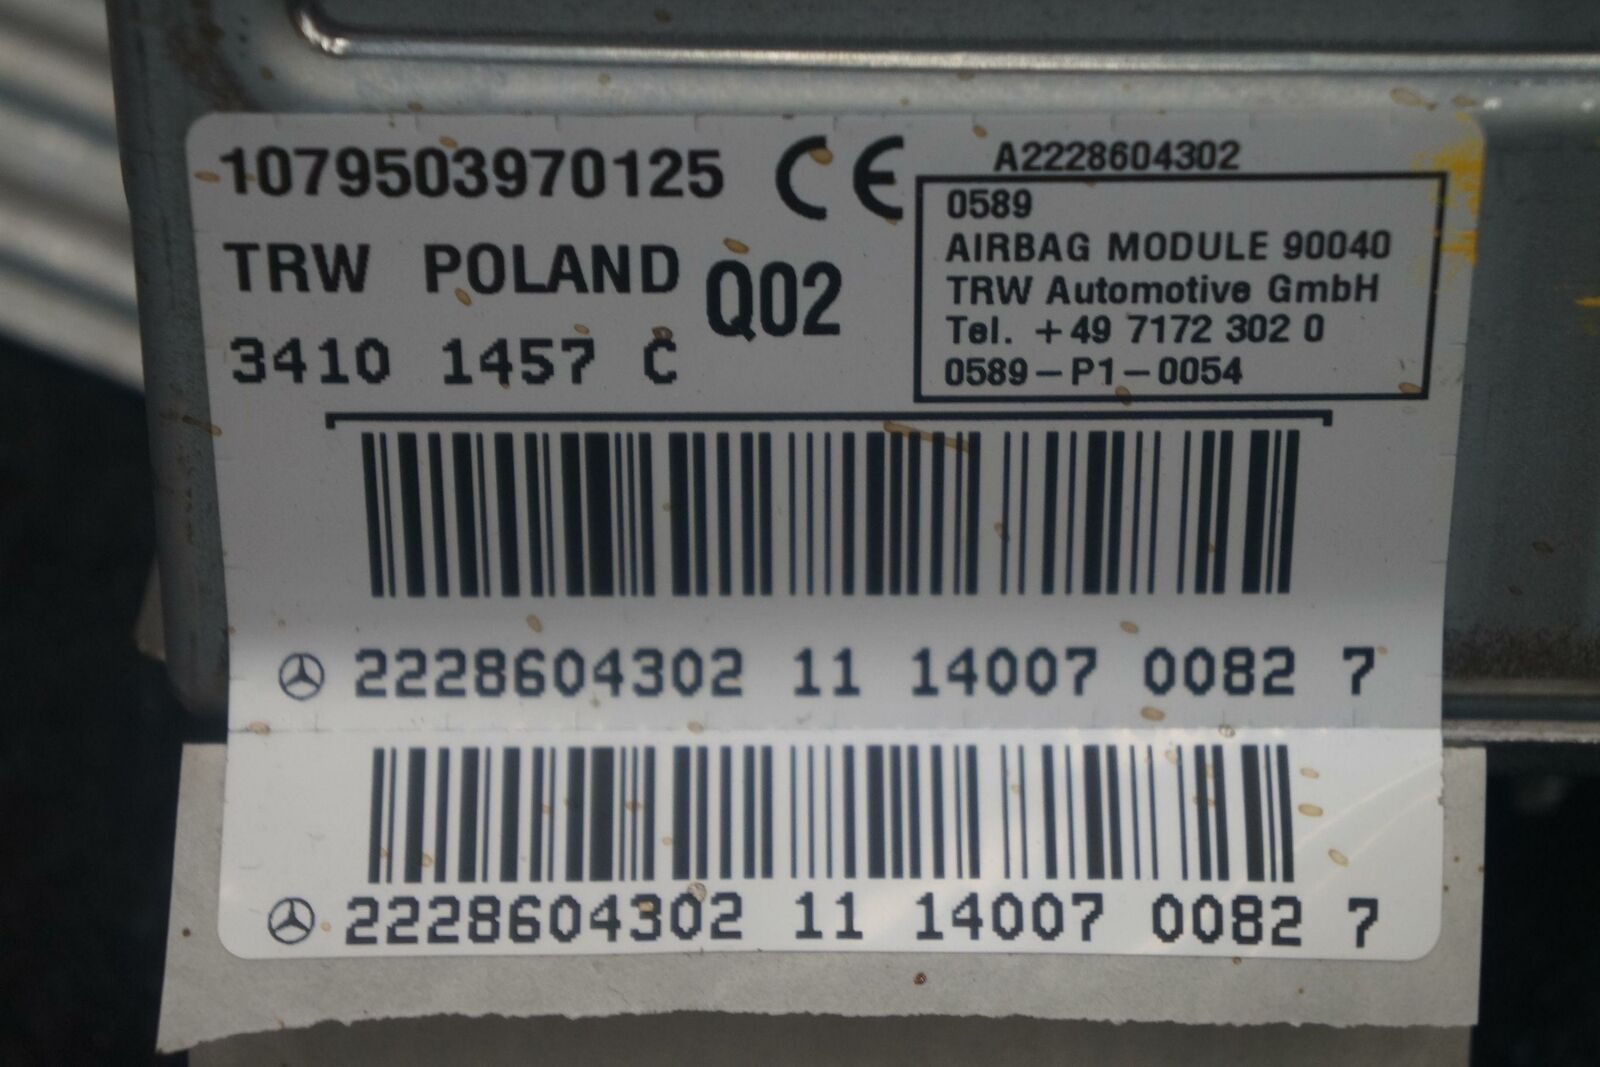 1079503970125 CE
TRW POLAND Q02
3410 1457 C
A2228604302
0589
AIRBAG MODULE 90040
TRW Automotive GmbH
Tel. +49 7172 302 0
0589-P1-0054
2228604302 11 14007 0082 7
2228604302 11 14007 0082 7